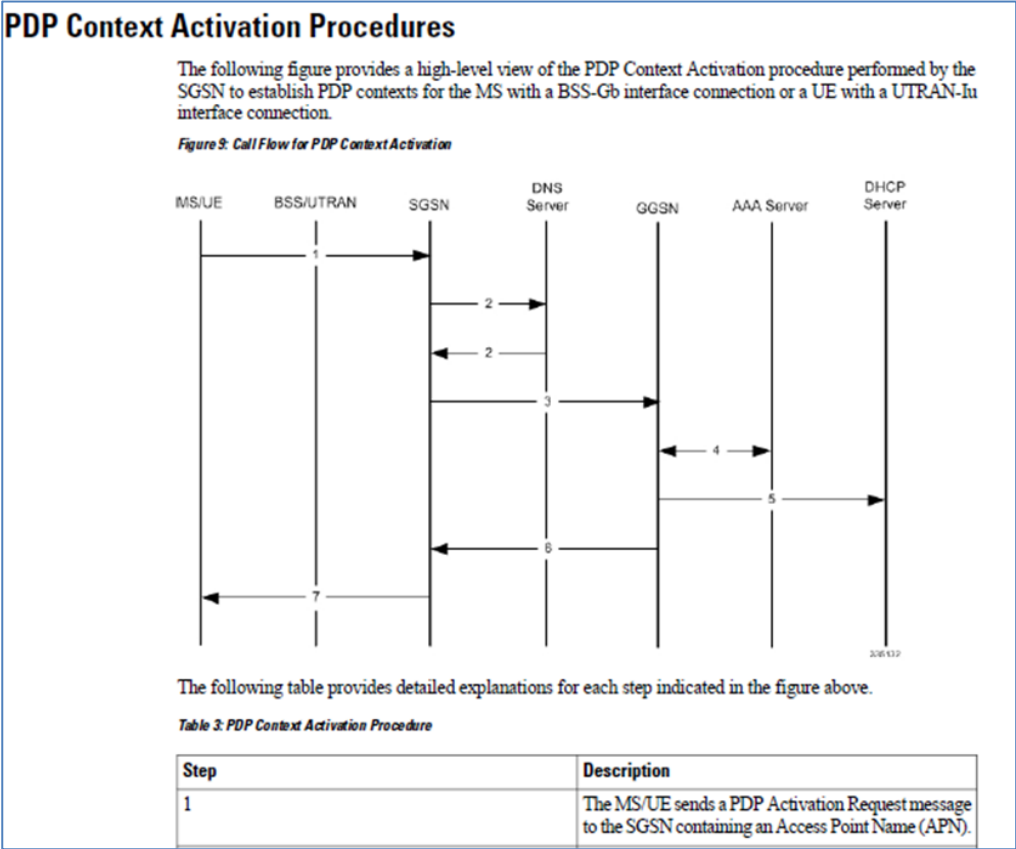 PDP Context Activation Procedures
The following figure provides a high-level view of the PDP Context Activation procedure performed by the
SGSN to establish PDP contexts for the MS with a BSS-Gb interface connection or a UE with a UTRAN-Iu
interface connection.
Figure 9: Call Flow for PDP Context Activation
MS/UE BSS/UTRAN SGSN DNS Server GGSN AAA Server DHCP Server
1
2
2
3
4
5
6
7
The following table provides detailed explanations for each step indicated in the figure above.
Table 3: PDP Context Activation Procedure
Step Description
1 The MS/UE sends a PDP Activation Request message
to the SGSN containing an Access Point Name (APN).